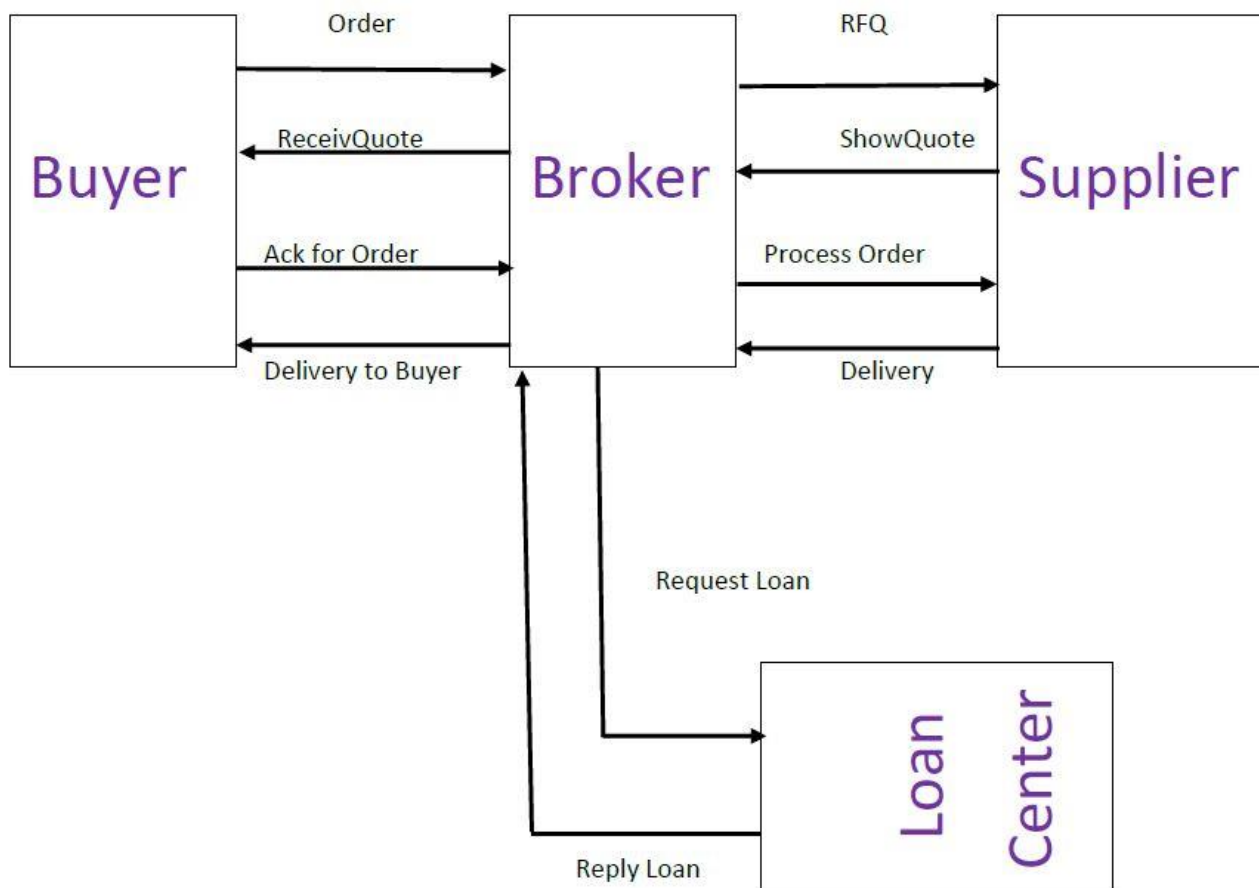 Order
RFQ
ReceivQuote
ShowQuote
Buyer
Broker
Supplier
Ack for Order
Process Order
Delivery to Buyer
Delivery
Request Loan
Loan
Center
Reply Loan